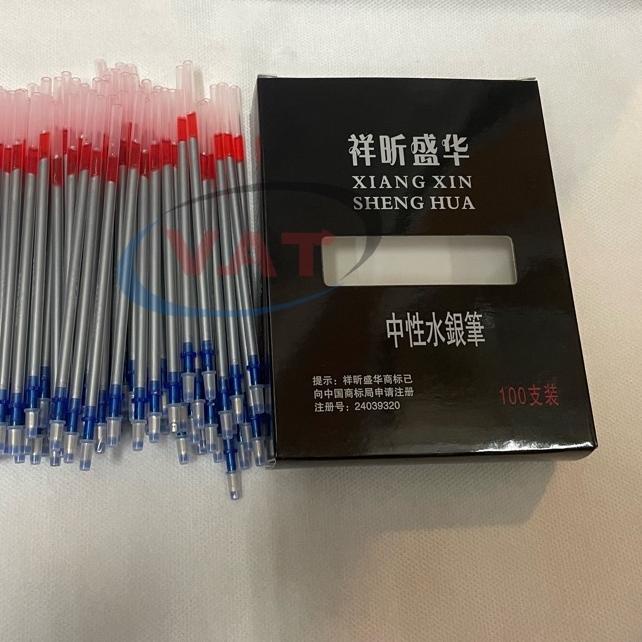 祥昕盛华
XIANG XIN
SHENG HUA
VAT
中性水銀筆
提示：祥昕盛华商标已
向中国商标局申请注册
注册号：24039320
100支装